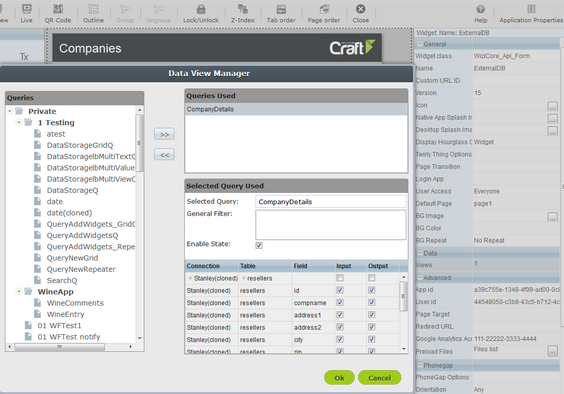 ew Live QR Code Outline Group Ungroup Lock/Unlock Z-Index Tab order Page order Close Help Application Properties
Tx
Companies
Craft
Data View Manager
Queries
Private
1 Testing
atest
DataStorageGridQ
DataStoragelbMultiTextQ
DataStoragelbMultiValue
DataStoragelbMultiViewQ
DataStorageQ
date
date(cloned)
QueryAddWidgets_GridQ
QueryAddWidgetsQ
QueryAddWidgets_Repe
QueryNewGrid
QueryNewRepeater
SearchQ
WineApp
WineComments
WineEntry
01 WFTest1
01 WF Test notify
>>
<<
Queries Used
CompanyDetails
Selected Query Used
Selected Query: CompanyDetails
General Filter:
Enable State:
Connection Table Field Input Output
Stanley(cloned) resellers
Stanley(cloned) resellers id
Stanley(cloned) resellers compname
Stanley(cloned) resellers address1
Stanley(cloned) resellers address2
Stanley(cloned) resellers city
Stanley(cloned) resellers zip
Ok Cancel
Widget Name: ExternalDB
General
Widget class WiziCore_Api_Form
Name ExternalDB
Custom URL ID
Version 15
Icon ...
Native App Splash Im ...
Desktop Splash Ima ...
Display Hourglass C Widget
Twirly Thing Options
Page Transition
Login App
User Access Everyone
Default Page page1
BG Image ...
BG Color
BG Repeat No Repeat
Data
Views 1
Advanced
App id a39c755e-1348-4f99-ad00-0c
User id 44548050-c3b8-43c5-b712-4c
Page Target
Redirect URL
Google Analytics Ac 111-22222-3333-4444
Preload Files Files list ...
Phonegap
PhoneGap Options
Orientation Any